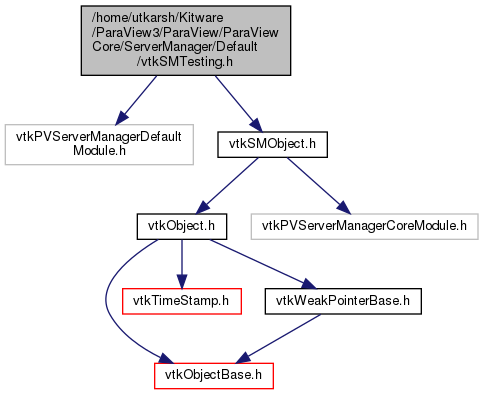 /home/utkarsh/Kitware
/ParaView3/ParaView/ParaView
Core/ServerManager/Default
/vtkSMTesting.h
vtkPVServerManagerDefault
Module.h
vtkSMObject.h
vtkObject.h
vtkPVServerManagerCoreModule.h
vtkTimeStamp.h
vtkWeakPointerBase.h
vtkObjectBase.h